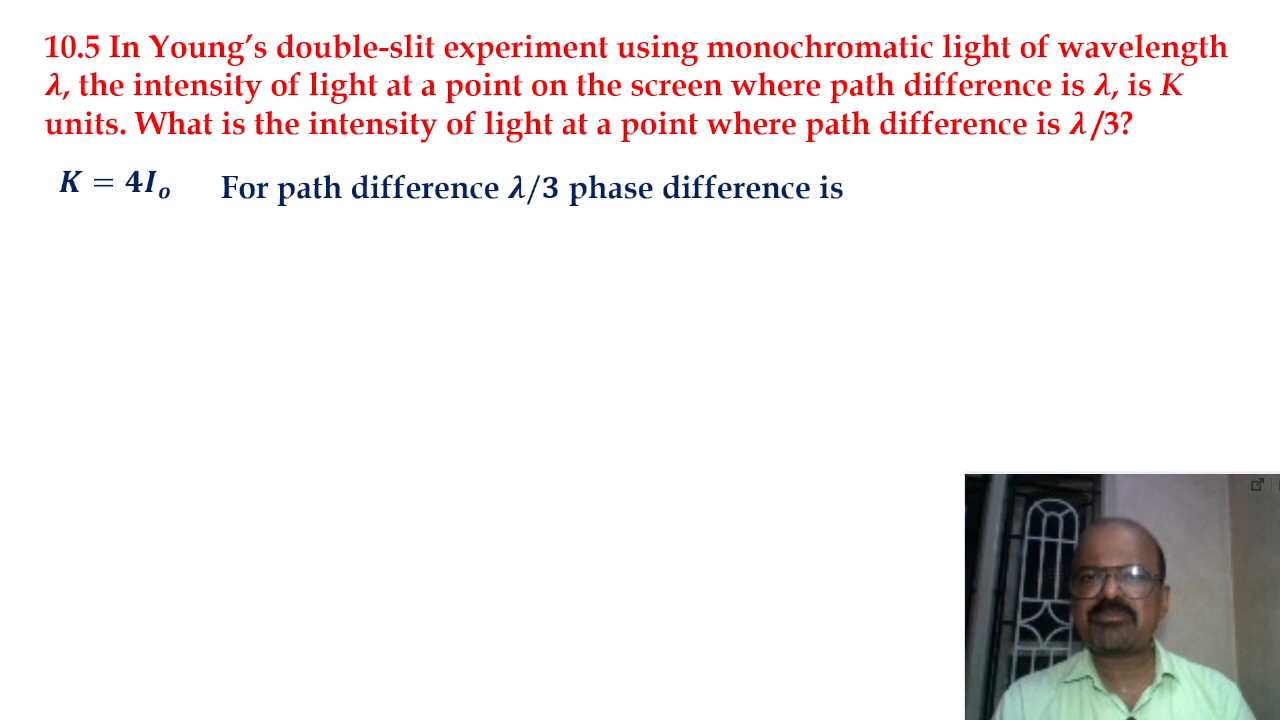 10.5 In Young’s double-slit experiment using monochromatic light of wavelength
λ, the intensity of light at a point on the screen where path difference is λ, is K
units. What is the intensity of light at a point where path difference is λ/3?
K = 4Iₒ For path difference λ/3 phase difference is